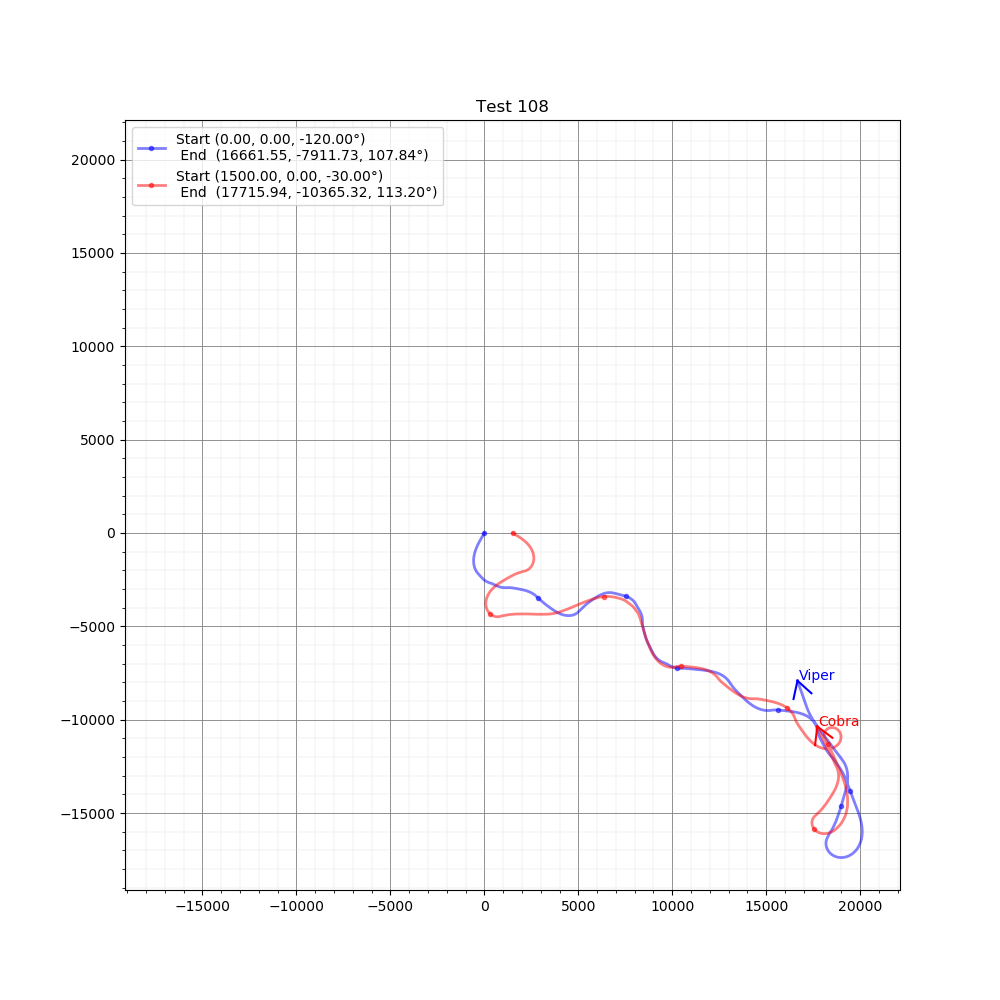 Test 108
Start (0.00, 0.00, -120.00°)
End (16661.55, -7911.73, 107.84°)
Start (1500.00, 0.00, -30.00°)
End (17715.94, -10365.32, 113.20°)
20000
15000
10000
5000
0
−5000
−10000
−15000
Viper
Cobra
−15000 −10000 −5000 0 5000 10000 15000 20000